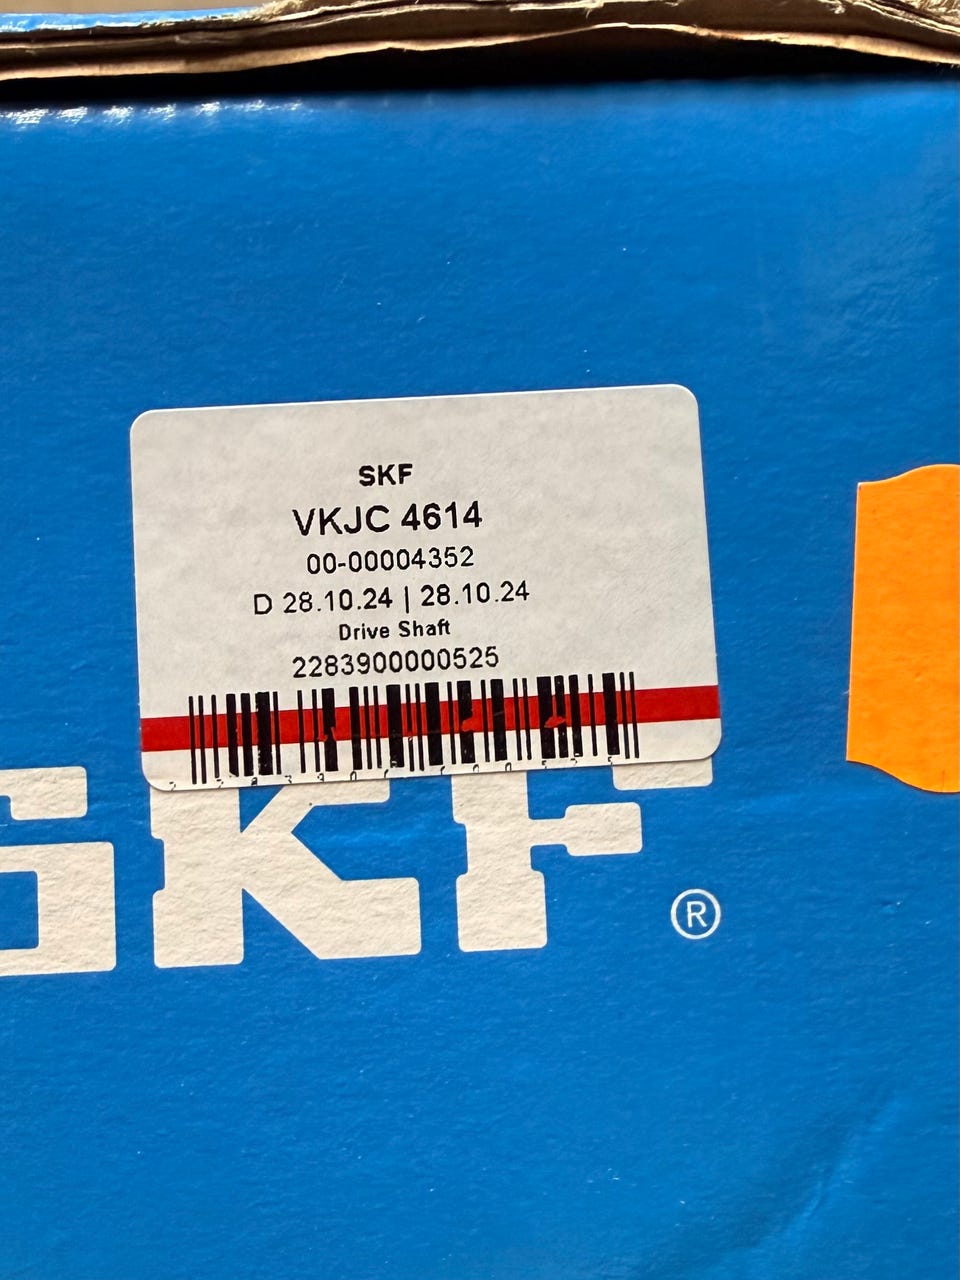 SKF
VKJC 4614
00-00004352
D 28.10.24 | 28.10.24
Drive Shaft
2283900000525
SKF®